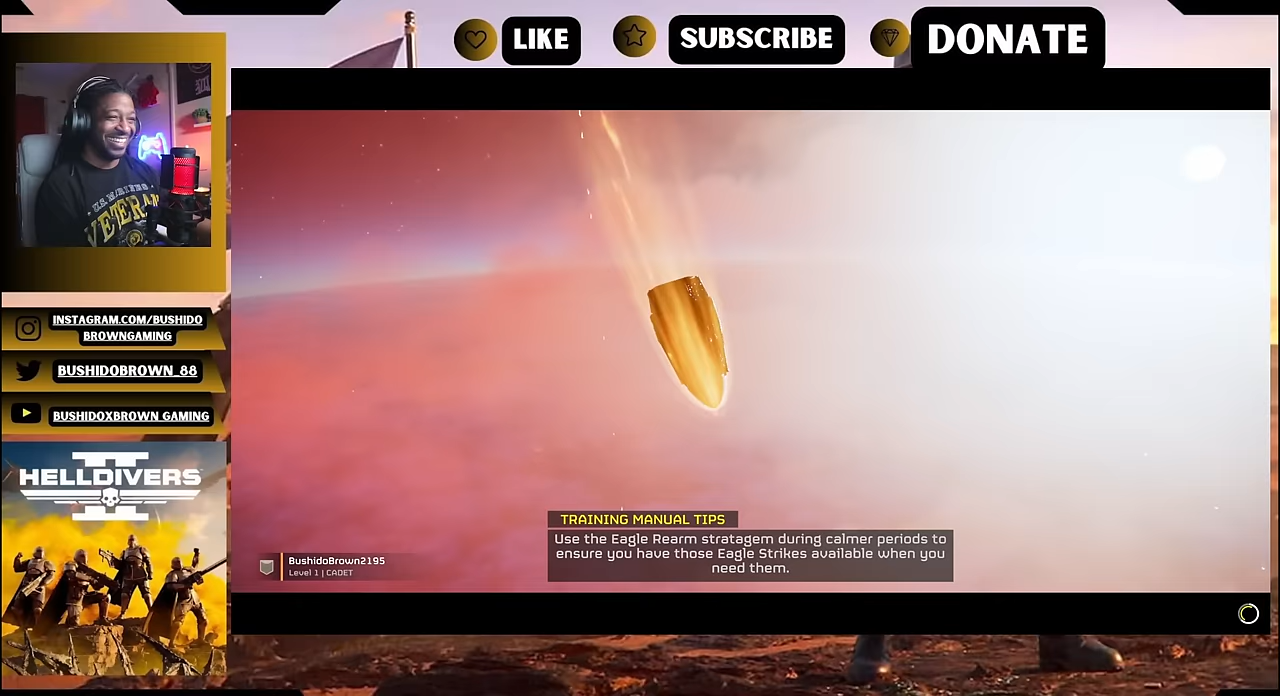 LIKE
SUBSCRIBE
DONATE
U.S. MARINES
VETERAN
INSTAGRAM.COM/BUSHIDO
BROWNGAMING
BUSHIDOBROWN_88
BUSHIDOXBROWN GAMING
HELLDIVERS
II
TRAINING MANUAL TIPS
Use the Eagle Rearm stratagem during calmer periods to
ensure you have those Eagle Strikes available when you
need them.
BushidoBrown2195
Level 1 | CADET